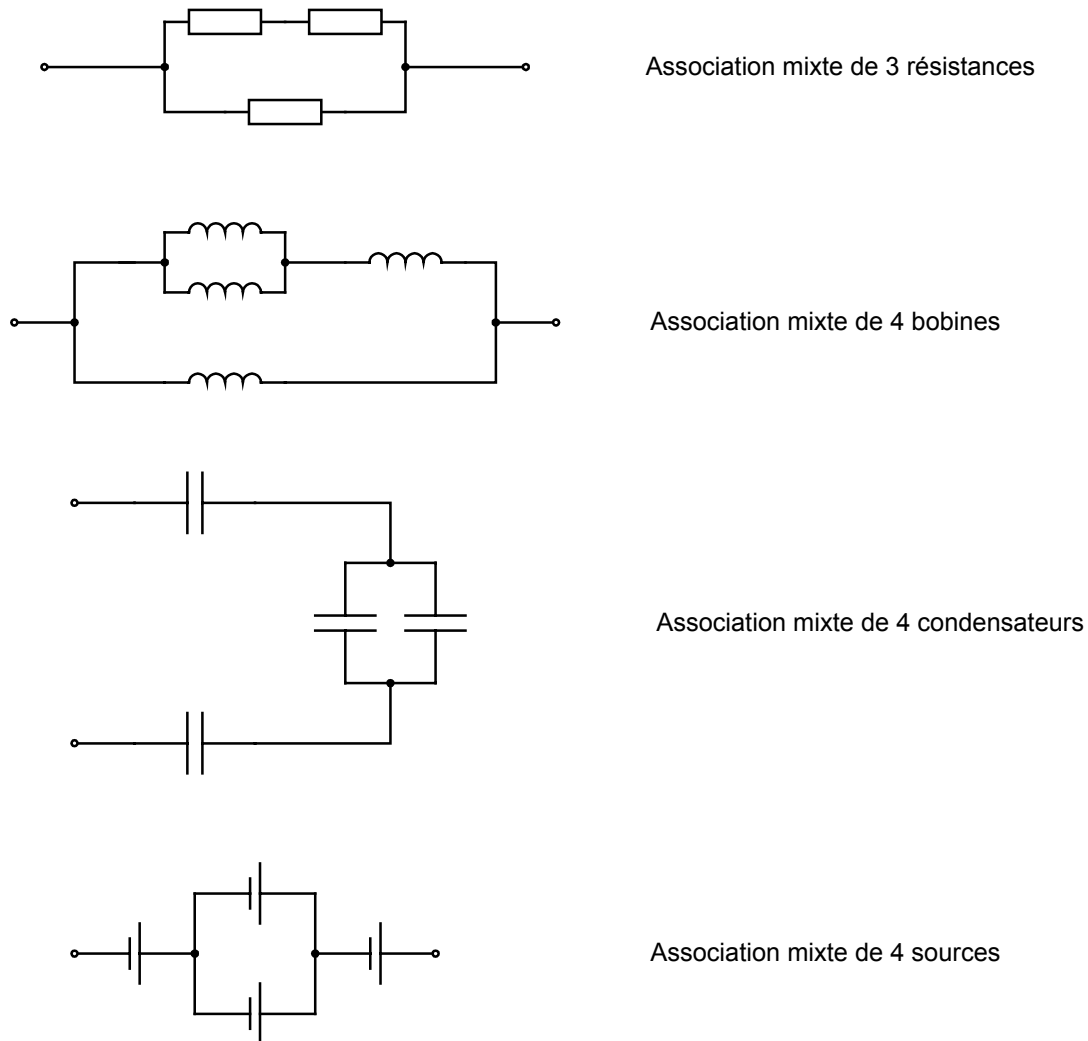 Association mixte de 3 résistances
Association mixte de 4 bobines
Association mixte de 4 condensateurs
Association mixte de 4 sources